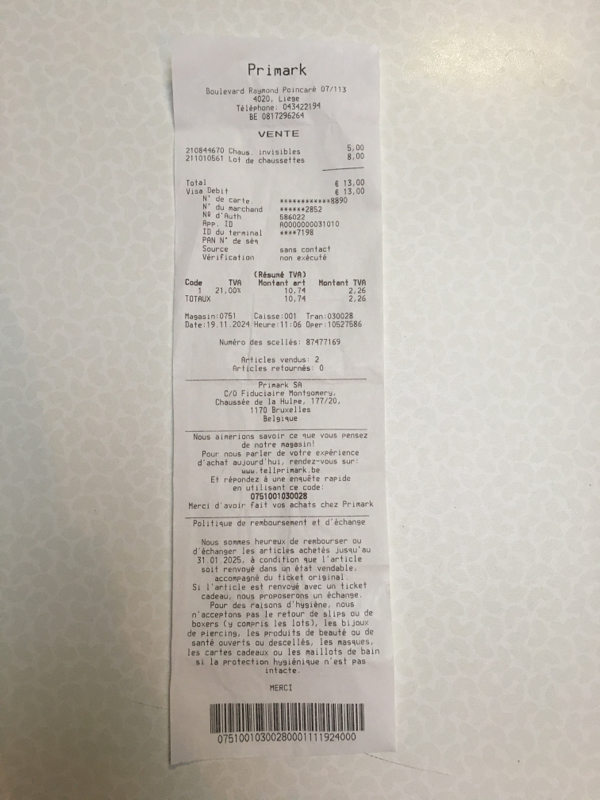 Primark
Boulevard Raymond Poincaré 07/113
4020, Liege
Téléphone: 043422194
BE 0817296264
VENTE
210844670 Chaus. invisibles 5,00
211010561 Lot de chaussettes 8,00
Total € 13,00
Visa Debit € 13,00
N° de carte ************8890
N° du marchand ******2852
N# d'Auth 586022
App. ID A0000000031010
ID du terminal ****7198
PAN N° de séq
Source sans contact
Vérification non exécuté
(Résumé TVA)
Code TVA Montant art Montant TVA
1 21,00% 10,74 2,26
TOTAUX 10,74 2,26
Magasin:0751 Caisse:001 Tran:030028
Date:19.11.2024 Heure:11:06 Oper:10527586
Numéro des scellés: 87477169
Articles vendus: 2
Articles retournés: 0
Primark SA
C/O Fiduciaire Montgomery,
Chaussée de la Hulpe, 177/20,
1170 Bruxelles
Belgique
Nous aimerions savoir ce que vous pensez
de notre magasin!
Pour nous parler de votre expérience
d'achat aujourd'hui, rendez-vous sur:
www.tellprimark.be
Et répondez à une enquête rapide
en utilisant ce code:
0751001030028
Merci d'avoir fait vos achats chez Primark
Politique de remboursement et d'échange
Nous sommes heureux de rembourser ou
d'échanger les articles achetés jusqu'au
31.01.2025, à condition que l'article
soit renvoyé dans un état vendable,
accompagné du ticket original.
Si l'article est renvoyé avec un ticket
cadeau, nous proposerons un échange.
Pour des raisons d'hygiène, nous
n'acceptons pas le retour de slips ou de
boxers (y compris les lots), les bijoux
de piercing, les produits de beauté ou de
santé ouverts ou descellés, les masques,
les cartes cadeaux ou les maillots de bain
si la protection hygiénique n'est pas
intacte.
MERCI
07510010300280001111924000